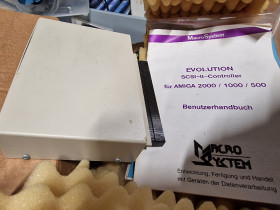 MacroSystem
EVOLUTION
SCSI-II-Controller
für AMIGA 2000 / 1000 / 500
Benutzerhandbuch
MACRO
SYSTEM
Entwicklung, Fertigung und Handel
mit Geräten der Datenverarbeitung